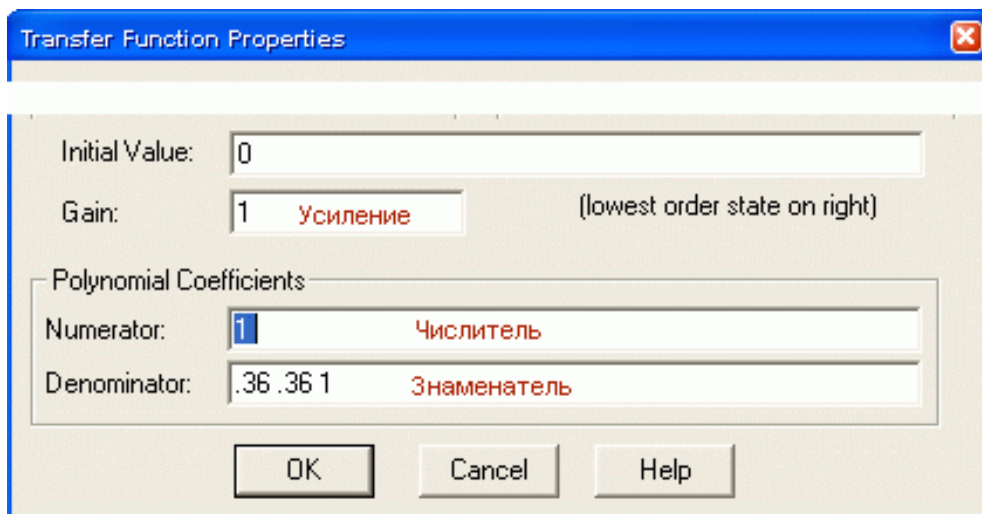 Transfer Function Properties
Initial Value: 0
Gain: 1 Усиление (lowest order state on right)
Polynomial Coefficients
Numerator: 1 Числитель
Denominator: .36 .36 1 Знаменатель
OK Cancel Help